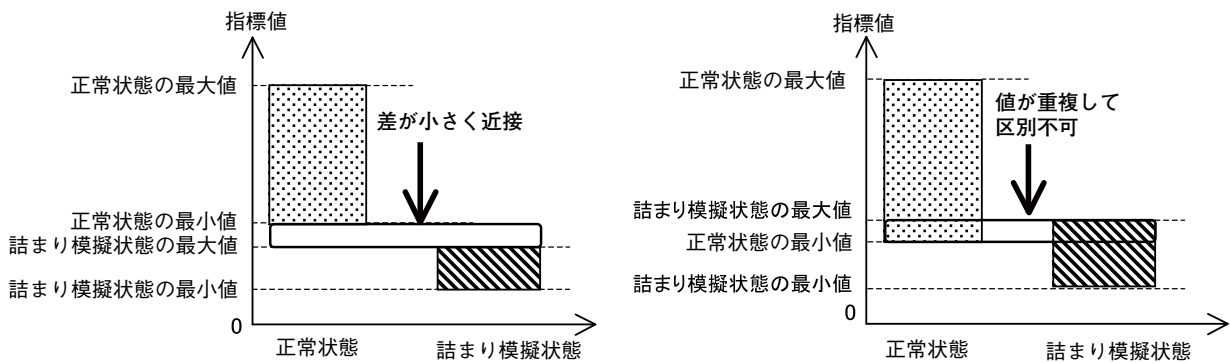 指標値
正常状態の最大値
差が小さく近接
正常状態の最小値
詰まり模擬状態の最大値
詰まり模擬状態の最小値
0
正常状態
詰まり模擬状態
指標値
正常状態の最大値
値が重複して
区別不可
詰まり模擬状態の最大値
正常状態の最小値
詰まり模擬状態の最小値
0
正常状態
詰まり模擬状態